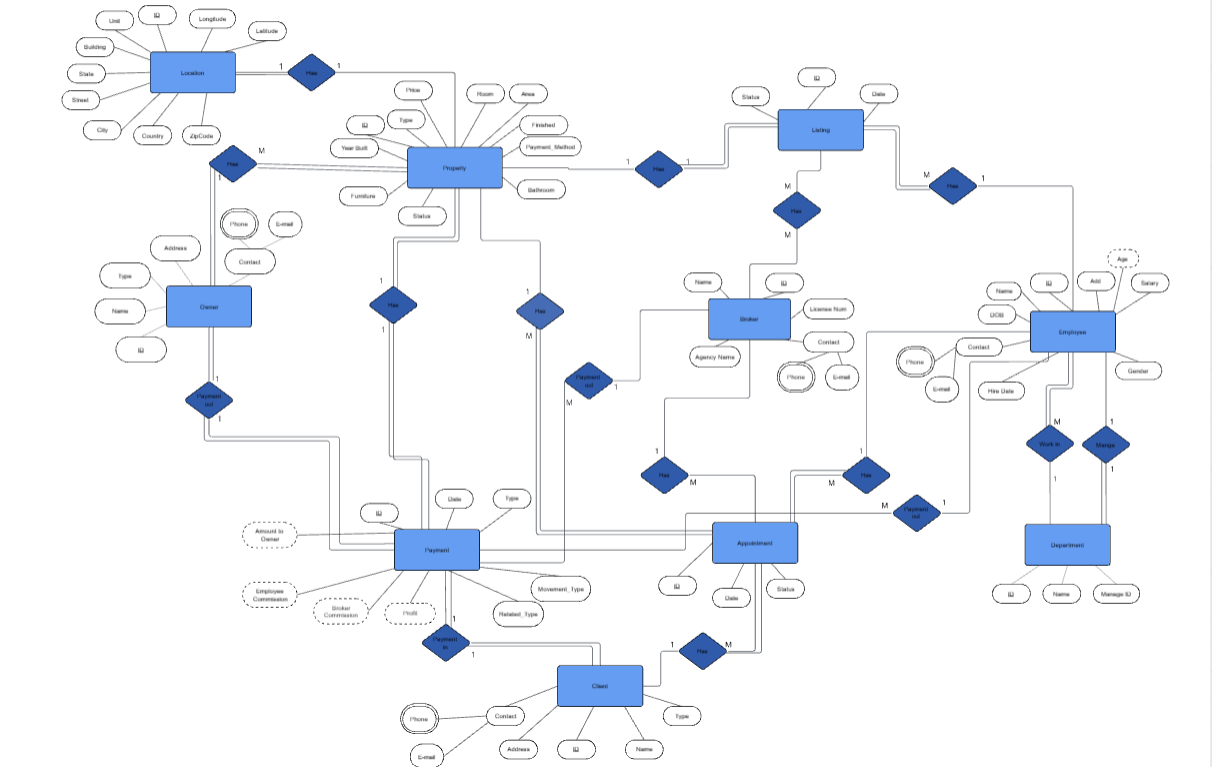 Unit
ID
Longitude
Latitude
Building
State
Street
City
Country
ZipCode
Location
1
Has
1
Price
Room
Area
ID
Type
Finished
Year Built
Payment_Method
Property
Furniture
Bathroom
Status
Has
M
1
1
Has
1
Status
ID
Date
Listing
M
Has
1
M
Has
M
Phone
E-mail
Address
Contact
Type
Name
Owner
ID
1
Payment
out
1
1
Has
1
1
Has
M
Payment
out
1
M
Name
ID
Broker
License Num
Agency Name
Contact
Phone
E-mail
Age
Name
ID
Add
Salary
DOB
Employee
Contact
Phone
E-mail
Hire Date
Gender
M
Work in
1
1
Mange
1
1
Has
M
1
Has
M
M
Payment
out
1
Department
ID
Name
Manage ID
ID
Date
Type
Amount to
Owner
Payment
Employee
Commission
Broker
Commission
Profit
Movement_Type
Related_Type
Appointment
ID
Date
Status
1
Payment
in
1
1
Has
M
Client
Phone
Contact
E-mail
Address
ID
Name
Type